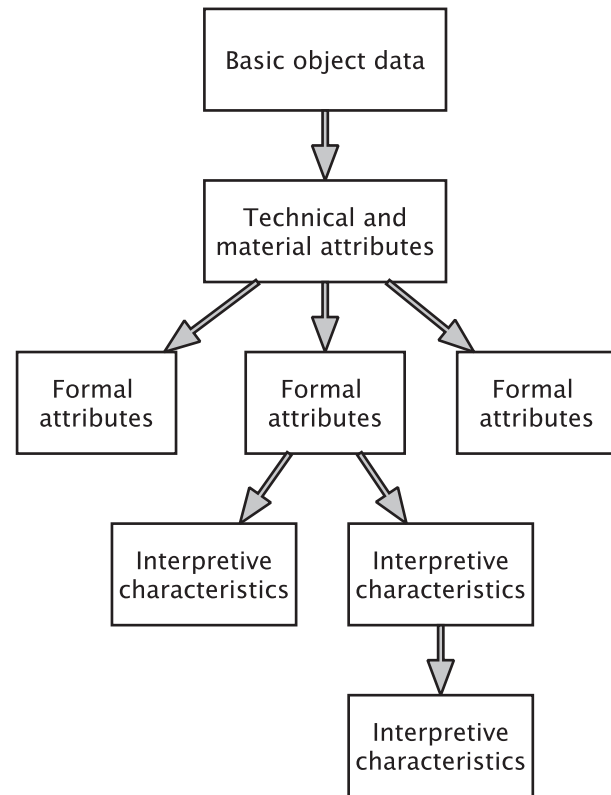 Basic object data
Technical and
material attributes
Formal
attributes
Formal
attributes
Formal
attributes
Interpretive
characteristics
Interpretive
characteristics
Interpretive
characteristics